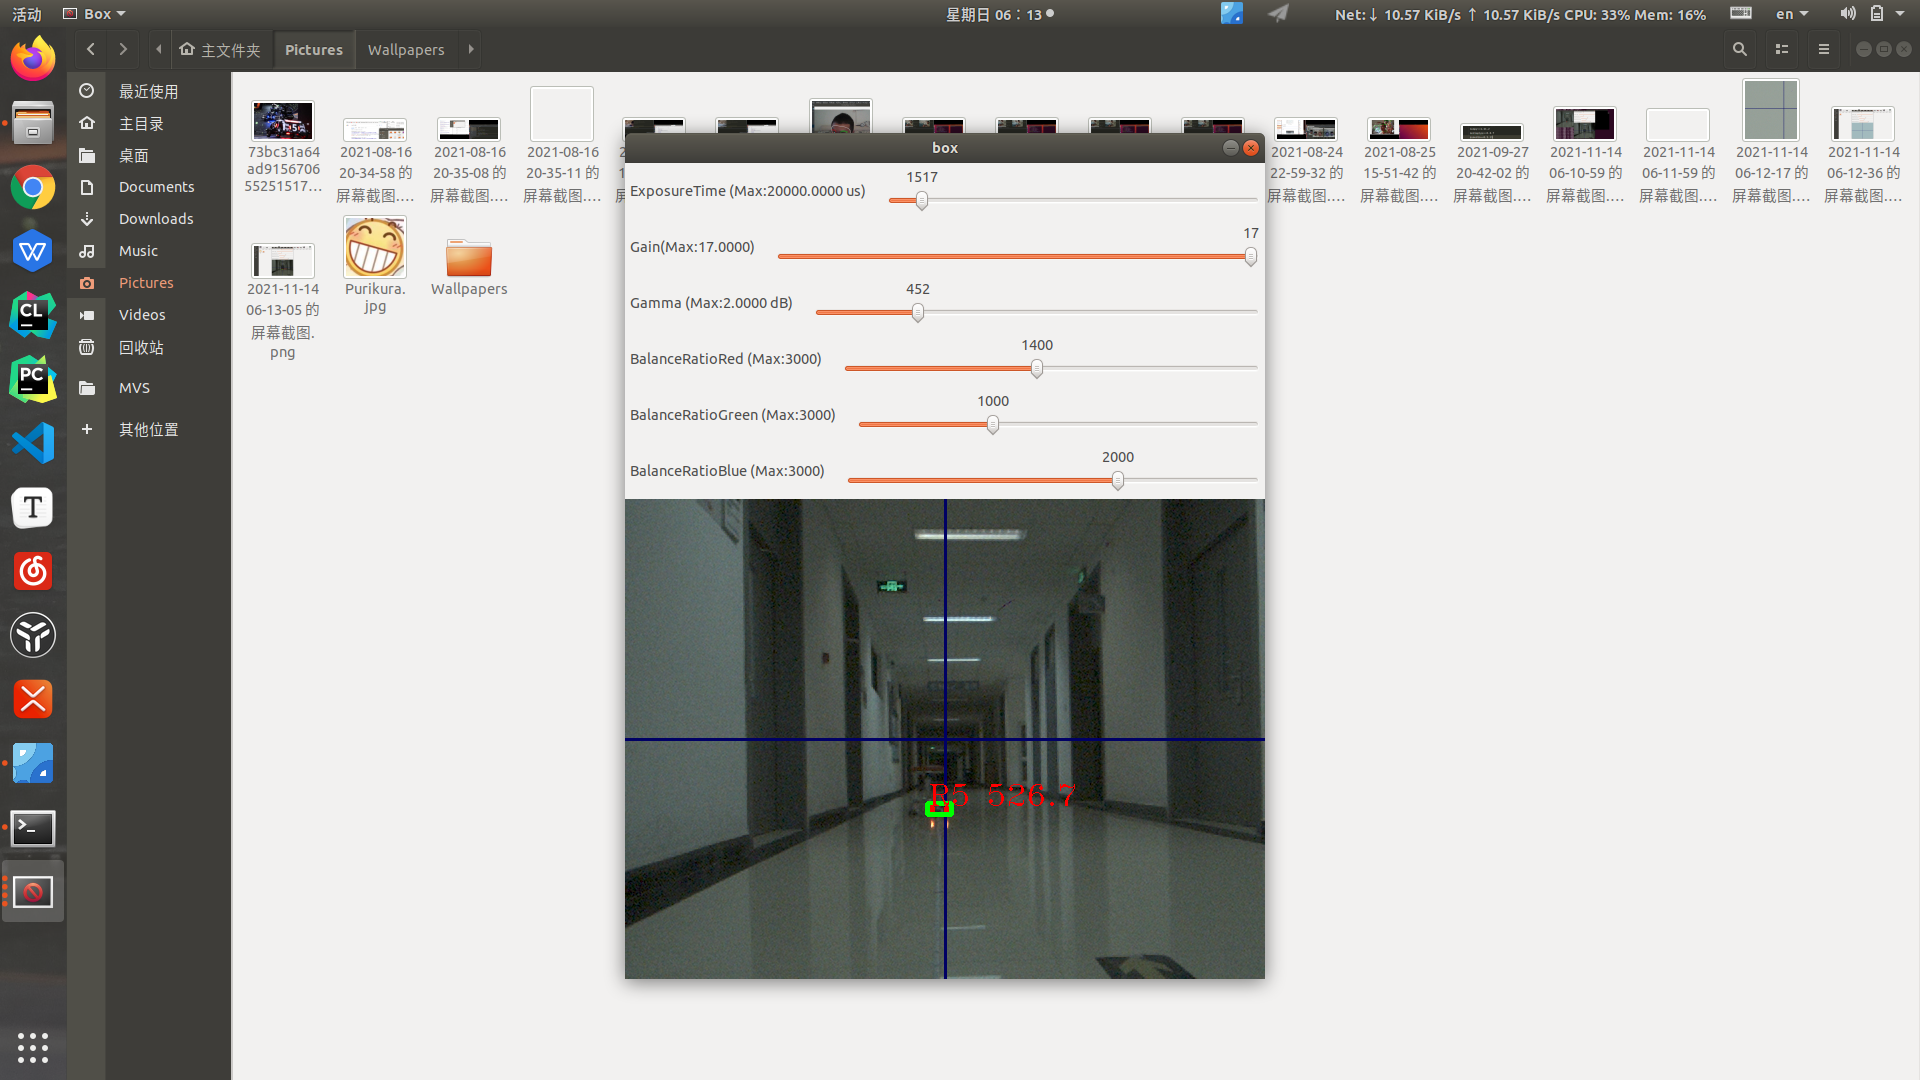 活动
Box
星期日 06：13
Net:↓ 10.57 KiB/s ↑ 10.57 KiB/s CPU: 33% Mem: 16%
en
主文件夹
Pictures
Wallpapers
最近使用
主目录
桌面
Documents
Downloads
Music
Pictures
Videos
回收站
MVS
其他位置
73bc31a64
ad9156706
55251517…
2021-08-16
20-34-58 的
屏幕截图.…
2021-08-16
20-35-08 的
屏幕截图.…
2021-08-16
20-35-11 的
屏幕截图.…
2021-08-24
22-59-32 的
屏幕截图.…
2021-08-25
15-51-42 的
屏幕截图.…
2021-09-27
20-42-02 的
屏幕截图.…
2021-11-14
06-10-59 的
屏幕截图.…
2021-11-14
06-11-59 的
屏幕截图.…
2021-11-14
06-12-17 的
屏幕截图.…
2021-11-14
06-12-36 的
屏幕截图.…
2021-11-14
06-13-05 的
屏幕截图.
png
Purikura.
jpg
Wallpapers
box
ExposureTime (Max:20000.0000 us)
1517
Gain(Max:17.0000)
17
Gamma (Max:2.0000 dB)
452
BalanceRatioRed (Max:3000)
1400
BalanceRatioGreen (Max:3000)
1000
BalanceRatioBlue (Max:3000)
2000
R5 526.7
CL
PC
T